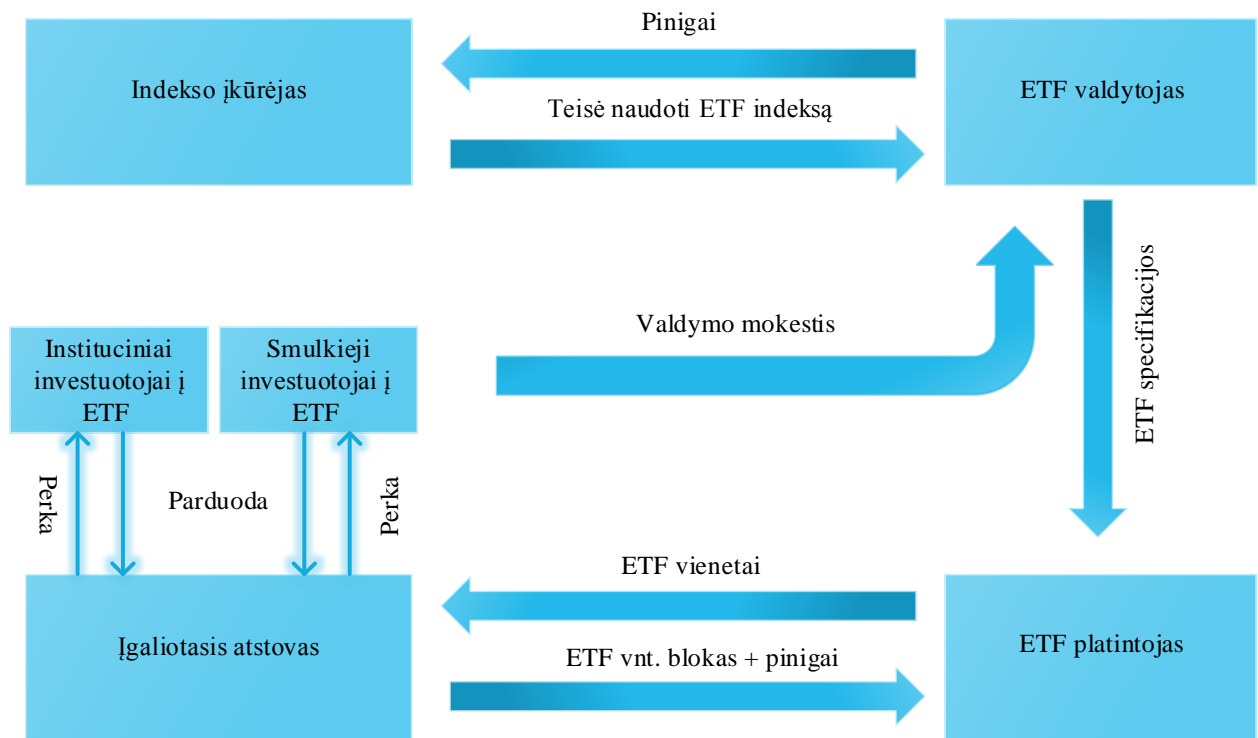 Pinigai
Indekso įkūrėjas
ETF valdytojas
Teisė naudoti ETF indeksą
ETF specifikacijos
Valdymo mokestis
Instituciniai
investuotojai į
ETF
Smulkieji
investuotojai į
ETF
Perka
Parduoda
Perka
ETF vienetai
Įgaliotasis atstovas
ETF platintojas
ETF vnt. blokas + pinigai